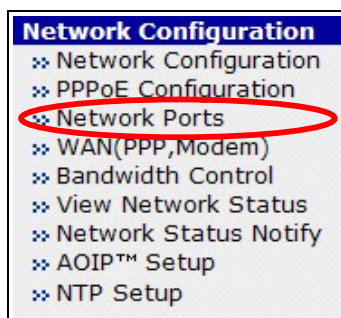 Network Configuration
» Network Configuration
» PPPoE Configuration
» Network Ports
» WAN(PPP,Modem)
» Bandwidth Control
» View Network Status
» Network Status Notify
» AOIP™ Setup
» NTP Setup